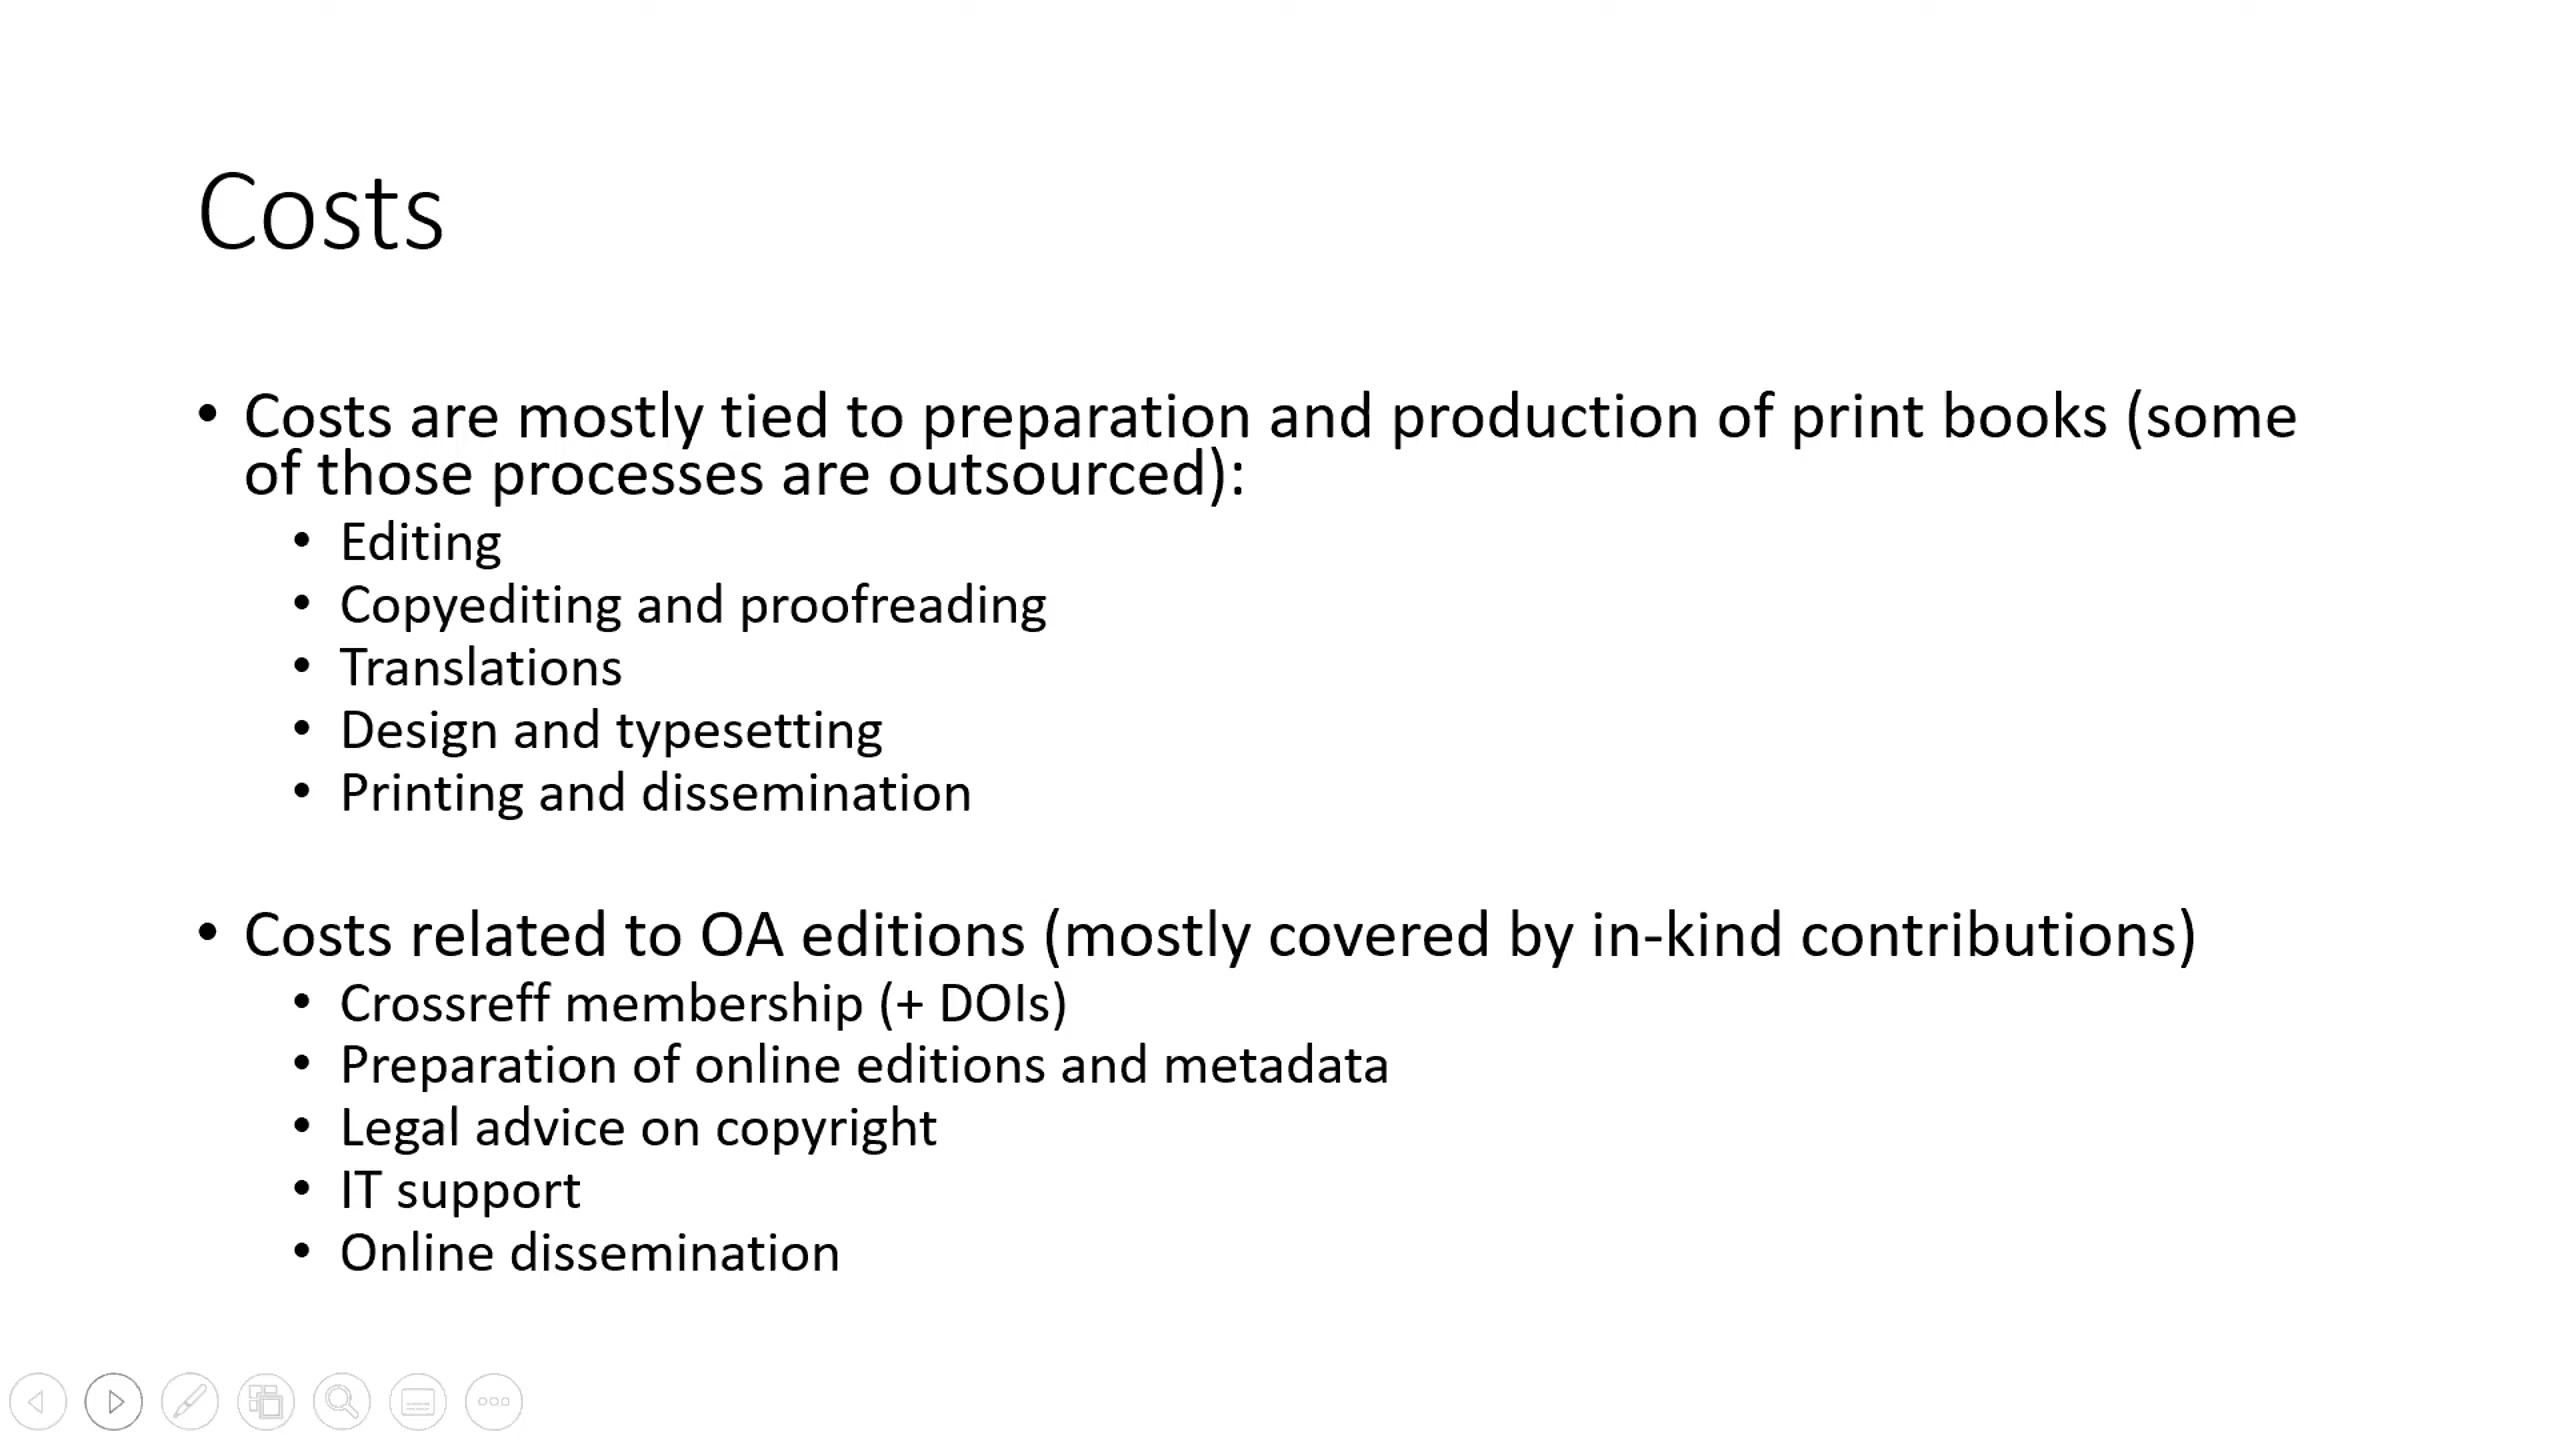 Costs
• Costs are mostly tied to preparation and production of print books (some
of those processes are outsourced):
• Editing
• Copyediting and proofreading
• Translations
• Design and typesetting
• Printing and dissemination
• Costs related to OA editions (mostly covered by in-kind contributions)
• Crossreff membership (+ DOIs)
• Preparation of online editions and metadata
• Legal advice on copyright
• IT support
• Online dissemination